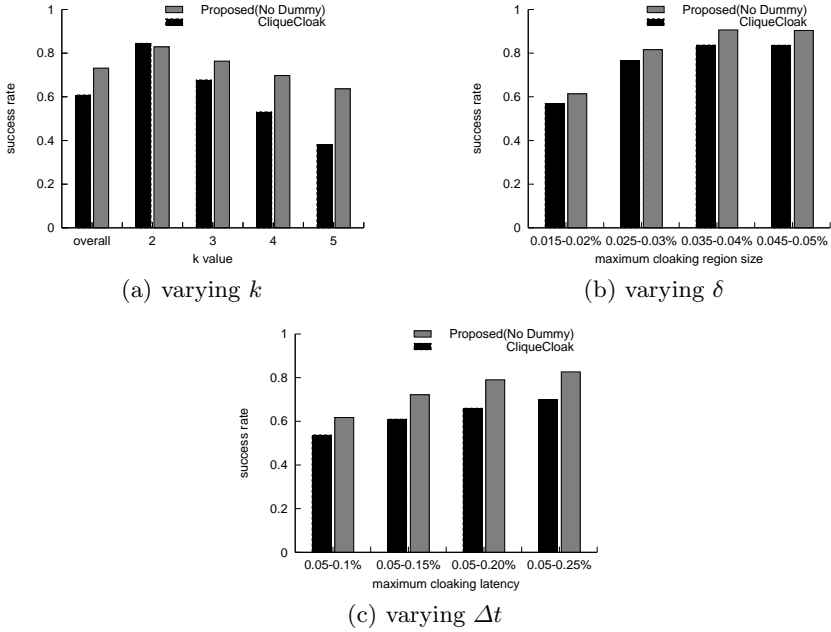 Proposed(No Dummy)
CliqueCloak
success rate
1
0.8
0.6
0.4
0.2
0
overall 2 3 4 5
k value
(a) varying k
Proposed(No Dummy)
CliqueCloak
success rate
1
0.8
0.6
0.4
0.2
0
0.015-0.02% 0.025-0.03% 0.035-0.04% 0.045-0.05%
maximum cloaking region size
(b) varying δ
Proposed(No Dummy)
CliqueCloak
success rate
1
0.8
0.6
0.4
0.2
0
0.05-0.1% 0.05-0.15% 0.05-0.20% 0.05-0.25%
maximum cloaking latency
(c) varying Δt